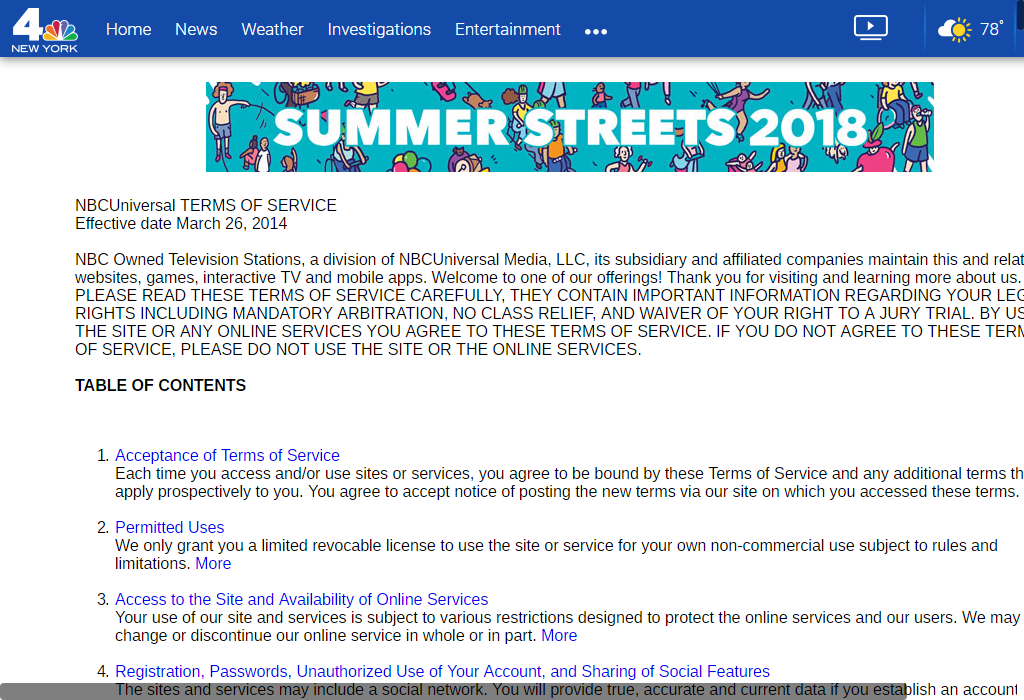 4
NEW YORK
Home News Weather Investigations Entertainment ••• 78°
SUMMER STREETS 2018
NBCUniversal TERMS OF SERVICE
Effective date March 26, 2014
NBC Owned Television Stations, a division of NBCUniversal Media, LLC, its subsidiary and affiliated companies maintain this and relat
websites, games, interactive TV and mobile apps. Welcome to one of our offerings! Thank you for visiting and learning more about us.
PLEASE READ THESE TERMS OF SERVICE CAREFULLY, THEY CONTAIN IMPORTANT INFORMATION REGARDING YOUR LEG
RIGHTS INCLUDING MANDATORY ARBITRATION, NO CLASS RELIEF, AND WAIVER OF YOUR RIGHT TO A JURY TRIAL. BY US
THE SITE OR ANY ONLINE SERVICES YOU AGREE TO THESE TERMS OF SERVICE. IF YOU DO NOT AGREE TO THESE TERM
OF SERVICE, PLEASE DO NOT USE THE SITE OR THE ONLINE SERVICES.
TABLE OF CONTENTS
1. Acceptance of Terms of Service
Each time you access and/or use sites or services, you agree to be bound by these Terms of Service and any additional terms th
apply prospectively to you. You agree to accept notice of posting the new terms via our site on which you accessed these terms.
2. Permitted Uses
We only grant you a limited revocable license to use the site or service for your own non-commercial use subject to rules and
limitations. More
3. Access to the Site and Availability of Online Services
Your use of our site and services is subject to various restrictions designed to protect the online services and our users. We may
change or discontinue our online service in whole or in part. More
4. Registration, Passwords, Unauthorized Use of Your Account, and Sharing of Social Features
The sites and services may include a social network. You will provide true, accurate and current data if you establish an account